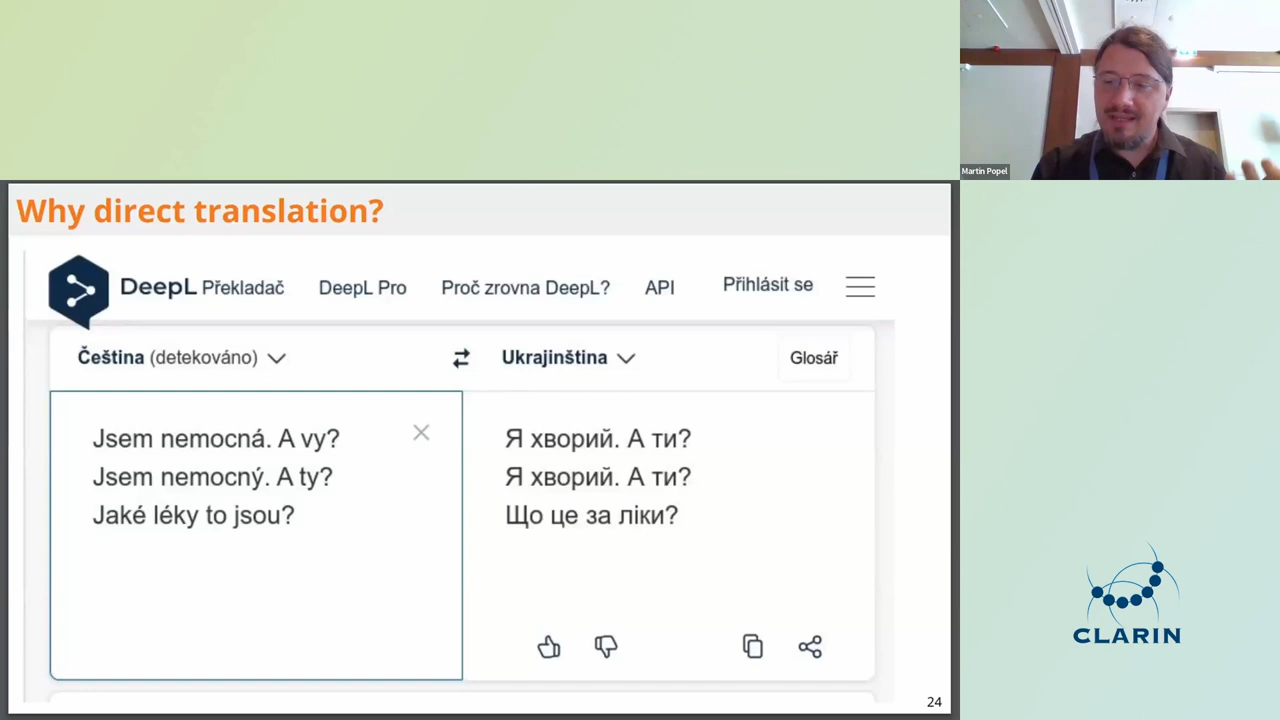 Martin Popel
Why direct translation?
DeepL Překladač DeepL Pro Proč zrovna DeepL? API Přihlásit se
Čeština (detekováno) Ukrajinština Glosář
Jsem nemocná. A vy?
Jsem nemocný. A ty?
Jaké léky to jsou?
Я хворий. А ти?
Я хворий. А ти?
Що це за ліки?
CLARIN
24